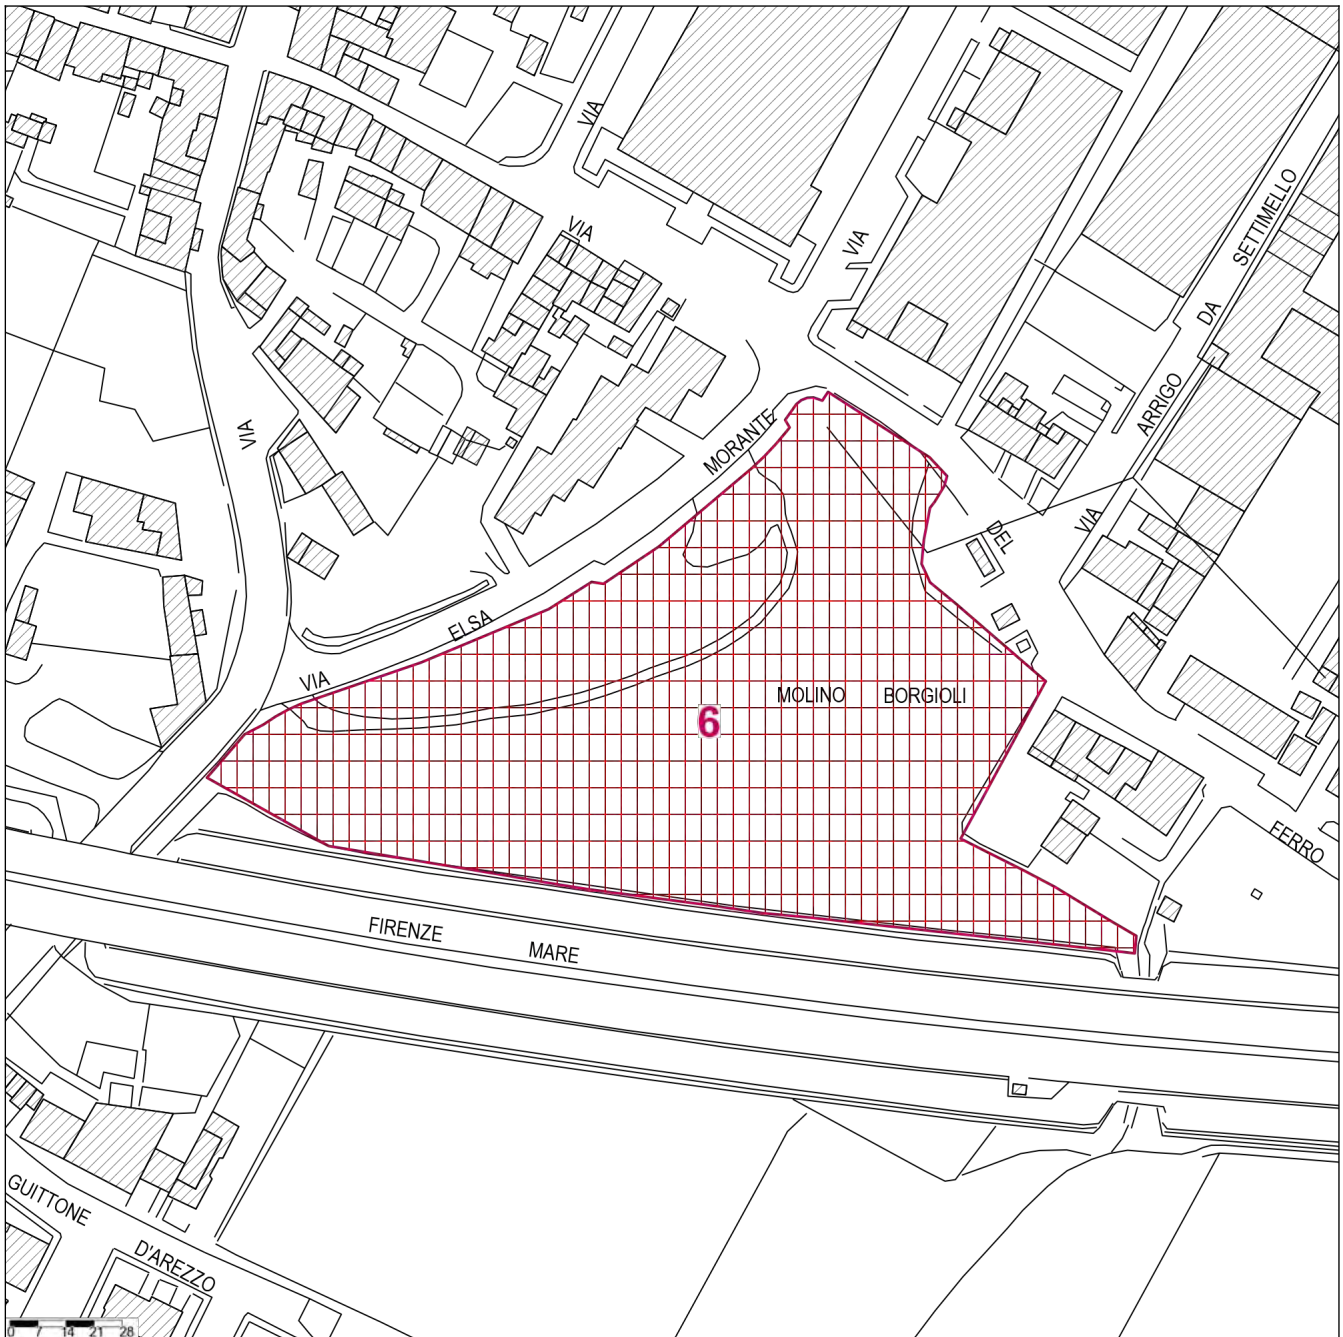 VIA
SETTIMELLO
VIA
VIA
DA
ARRIGO
VIA
MORANTE
VIA
DEL
ELSA
VIA
MOLINO BORGIOLI
6
FERRO
FIRENZE MARE
GUITTONE
D'AREZZO
0 7 14 21 28